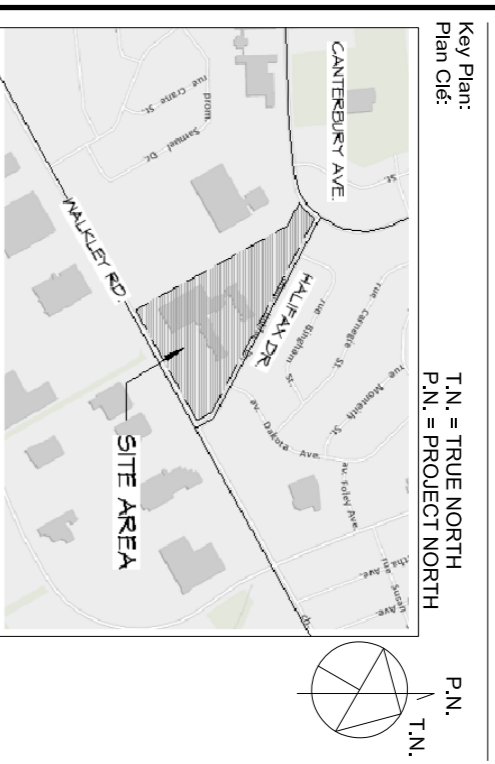 Key Plan:
Plan Clé:
T.N. = TRUE NORTH
P.N. = PROJECT NORTH
P.N.
T.N.
CANTERBURY AVE.
rue Crane St.
prom. Samuel Dr.
WALKLEY RD.
HALIFAX DR.
St.
rue Carnegie St.
rue Bingham St.
rue Monteith St.
av. Dakota Ave.
av. Foley Ave.
rue Susan
Ave.
SITE AREA